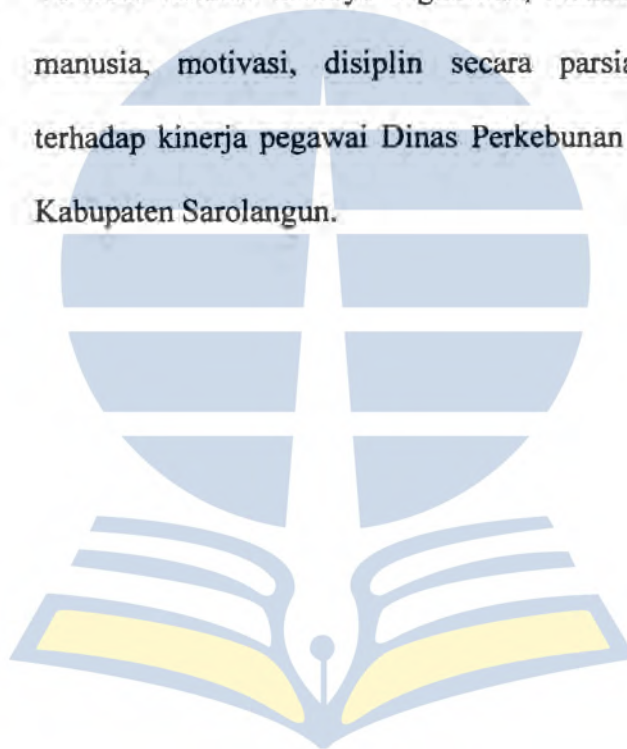 manusia, motivasi, disiplin secara
terhadap kinerja pegawai Dinas Perkebunan
Kabupaten Sarolangun.